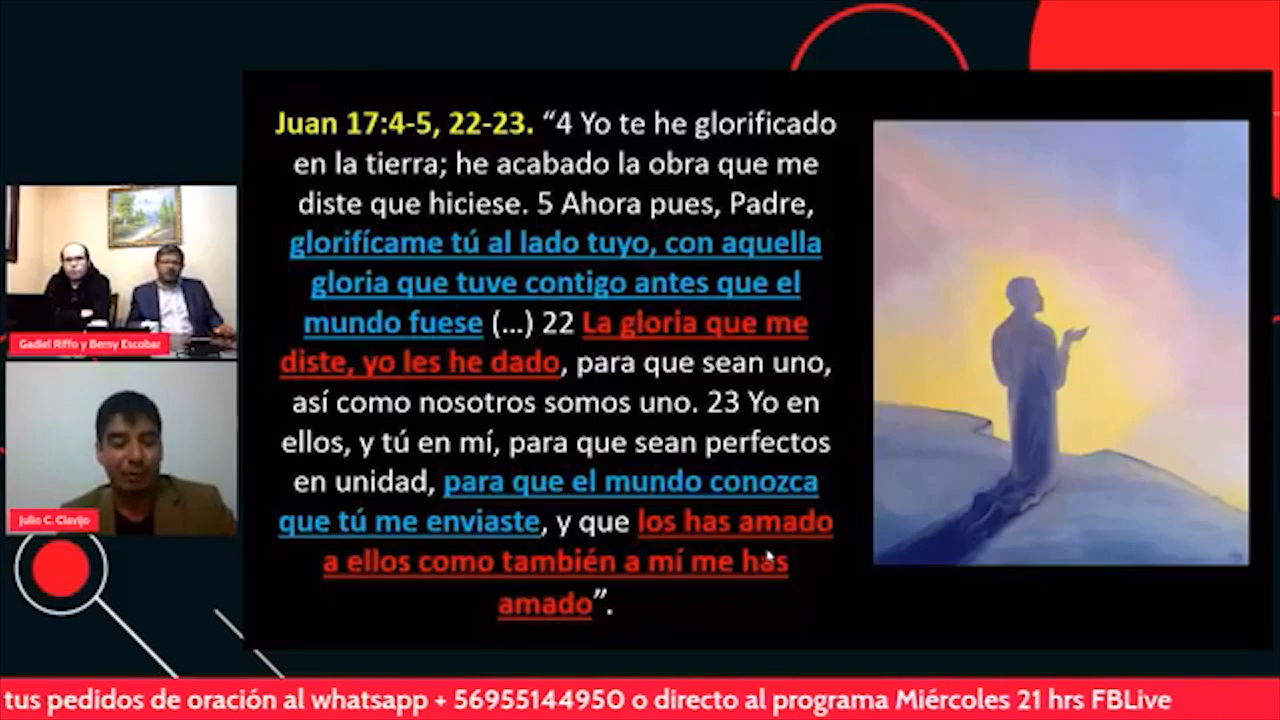 Juan 17:4-5, 22-23. “4 Yo te he glorificado
en la tierra; he acabado la obra que me
diste que hiciese. 5 Ahora pues, Padre,
glorifícame tú al lado tuyo, con aquella
gloria que tuve contigo antes que el
mundo fuese (...) 22 La gloria que me
diste, yo les he dado, para que sean uno,
así como nosotros somos uno. 23 Yo en
ellos, y tú en mí, para que sean perfectos
en unidad, para que el mundo conozca
que tú me enviaste, y que los has amado
a ellos como también a mí me has
amado”.
Gadiel Riffo y Berny Escobar
Julio C. Clavijo
tus pedidos de oración al whatsapp + 56955144950 o directo al programa Miércoles 21 hrs FBLive